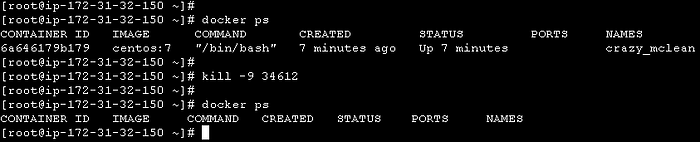 [root@ip-172-31-32-150 ~]#
[root@ip-172-31-32-150 ~]# docker ps
CONTAINER ID   IMAGE      COMMAND       CREATED         STATUS         PORTS     NAMES
6a646179b179   centos:7   "/bin/bash"   7 minutes ago   Up 7 minutes             crazy_mclean
[root@ip-172-31-32-150 ~]#
[root@ip-172-31-32-150 ~]# kill -9 34612
[root@ip-172-31-32-150 ~]#
[root@ip-172-31-32-150 ~]# docker ps
CONTAINER ID   IMAGE     COMMAND   CREATED   STATUS    PORTS     NAMES
[root@ip-172-31-32-150 ~]#